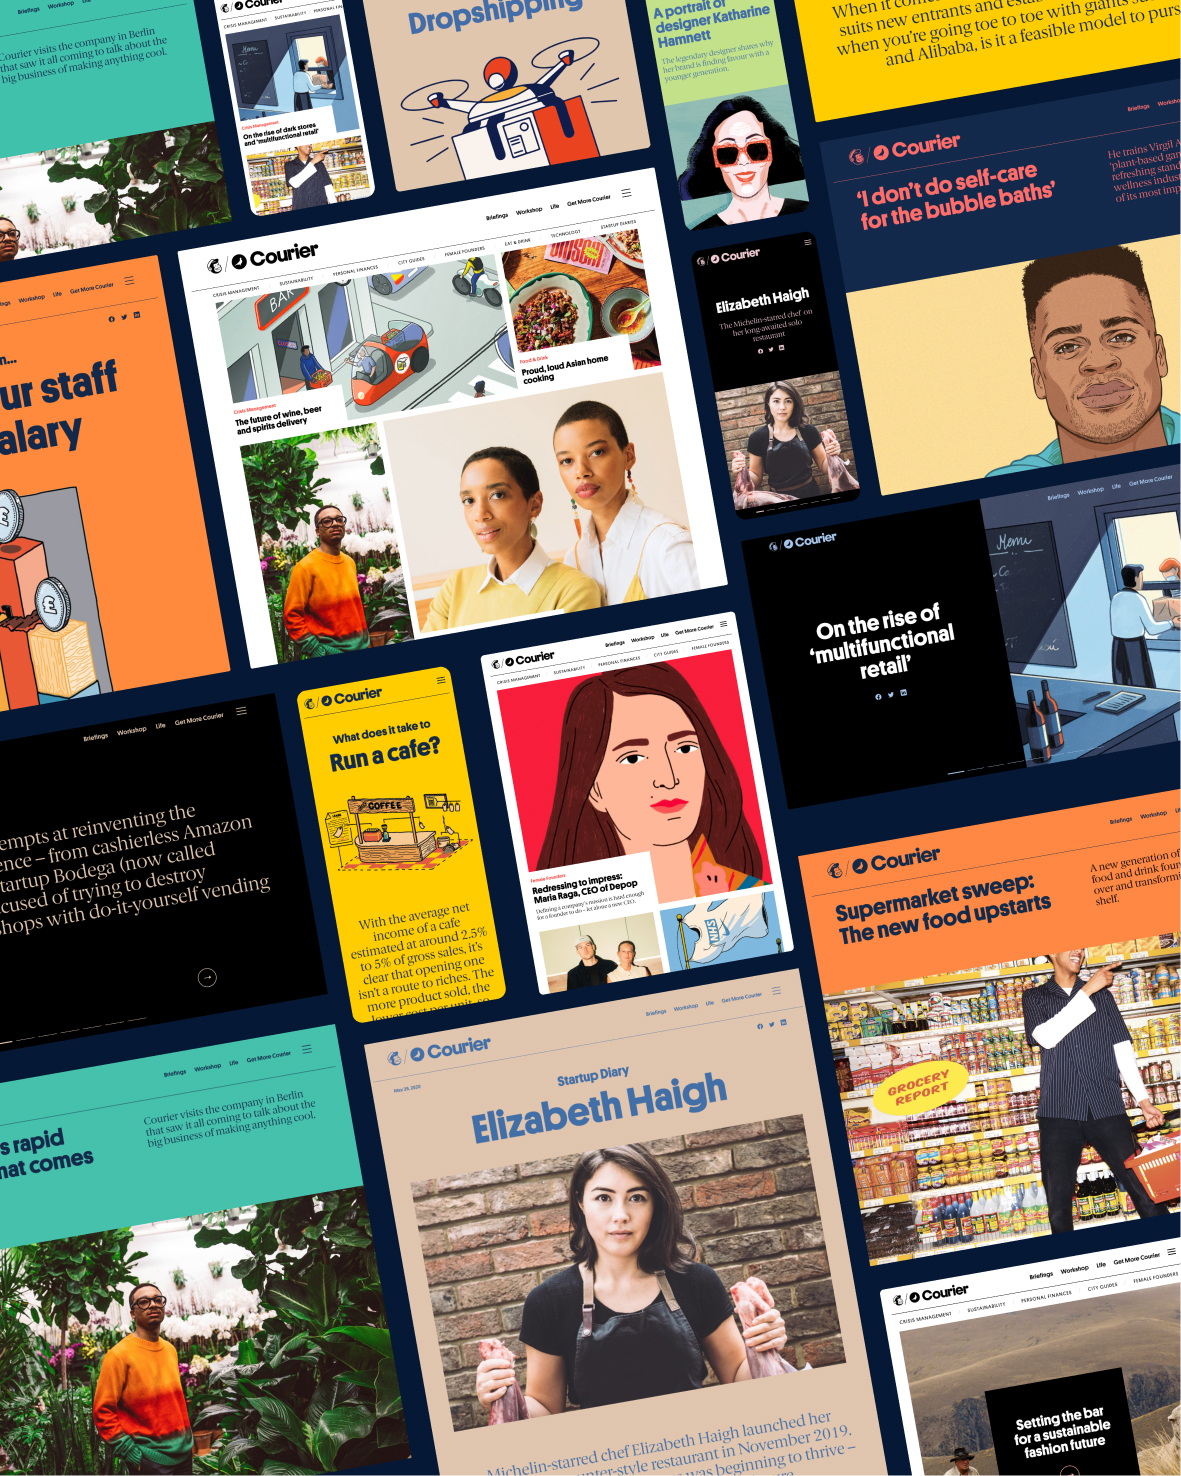 Briefings Workshop Life
Courier visits the company in Berlin
that saw it all coming to talk about the
big business of making anything cool.
Courier
CRISIS MANAGEMENT SUSTAINABILITY PERSONAL FIN
Menu
Crisis Management
On the rise of dark stores
and 'multifunctional retail'
Dropshipping
A portrait of
designer Katharine
Hamnett
The legendary designer shares why
her brand is finding favour with a
younger generation.
When it comes
suits new entrants and esta
when you're going toe to toe with giants su
and Alibaba, is it a feasible model to purs
Briefings Worksho
Courier
'I don't do self-care
for the bubble baths'
He trains Virgil A
'plant-based gan
refreshing stand
wellness indust
of its most imp
ings Workshop Life Get More Courier
n...
ur staff
alary
£
£
Briefings Workshop Life Get More Courier
Courier
CRISIS MANAGEMENT SUSTAINABILITY PERSONAL FINANCES CITY GUIDES FEMALE FOUNDERS EAT & DRINK TECHNOLOGY STARTUP DIARIES
BAR
Crisis Management
The future of wine, beer
and spirits delivery
Food & Drink
Proud, loud Asian home
cooking
Courier
Elizabeth Haigh
The Michelin-starred chef on
her long-awaited solo
restaurant
Briefings Workshop Life Get More Courier
Courier
On the rise of
'multifunctional
retail'
Menu
Briefings Workshop Life Get More Courier
empts at reinventing the
ence – from cashierless Amazon
tartup Bodega (now called
cused of trying to destroy
shops with do-it-yourself vending
Courier
What does it take to
Run a cafe?
COFFEE
With the average net
income of a cafe
estimated at around 2.5%
to 5% of gross sales, it's
clear that opening one
isn't a route to riches. The
more product sold, the
lower cost per unit, so
Briefings Workshop Life Get More Courier
Courier
CRISIS MANAGEMENT SUSTAINABILITY PERSONAL FINANCES CITY GUIDES FEMALE FOUNDERS
Female Founders
Redressing to impress:
Maria Raga, CEO of Depop
Defining a company's mission is hard enough
for a founder to do – let alone a new CEO.
NHS
Briefings Workshop Li
Courier
Supermarket sweep:
The new food upstarts
A new generation of
food and drink foun
over and transformi
shelf.
GROCERY
REPORT
Briefings Workshop Life Get More Courier
s rapid
hat comes
Courier visits the company in Berlin
that saw it all coming to talk about the
big business of making anything cool.
Briefings Workshop Life Get More Courier
Courier
May 25, 2020
Startup Diary
Elizabeth Haigh
Michelin-starred chef Elizabeth Haigh launched her
nter-style restaurant in November 2019.
was beginning to thrive –
Briefings Workshop Life Get More Courier
Courier
CRISIS MANAGEMENT SUSTAINABILITY PERSONAL FINANCES CITY GUIDES FEMALE FOUNDERS
Setting the bar
for a sustainable
fashion future